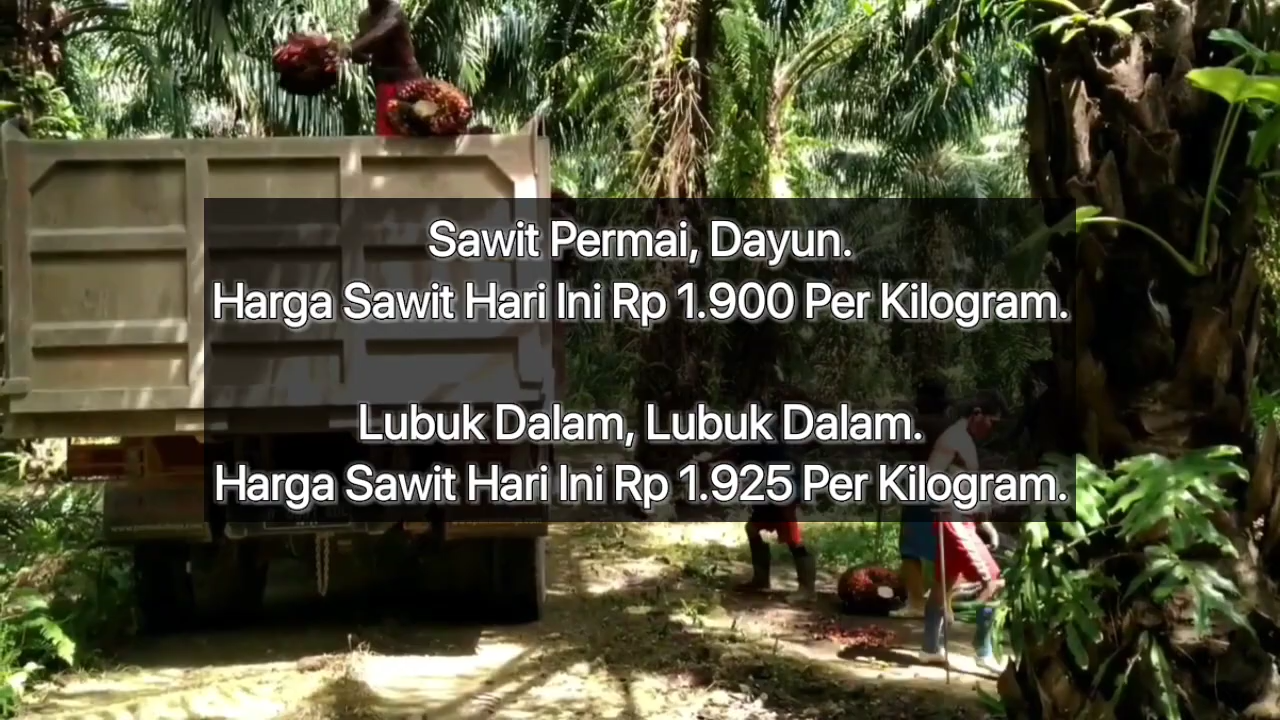 Sawit Permai, Dayun.
Harga Sawit Hari Ini Rp 1.900 Per Kilogram.
Lubuk Dalam, Lubuk Dalam.
Harga Sawit Hari Ini Rp 1.925 Per Kilogram.